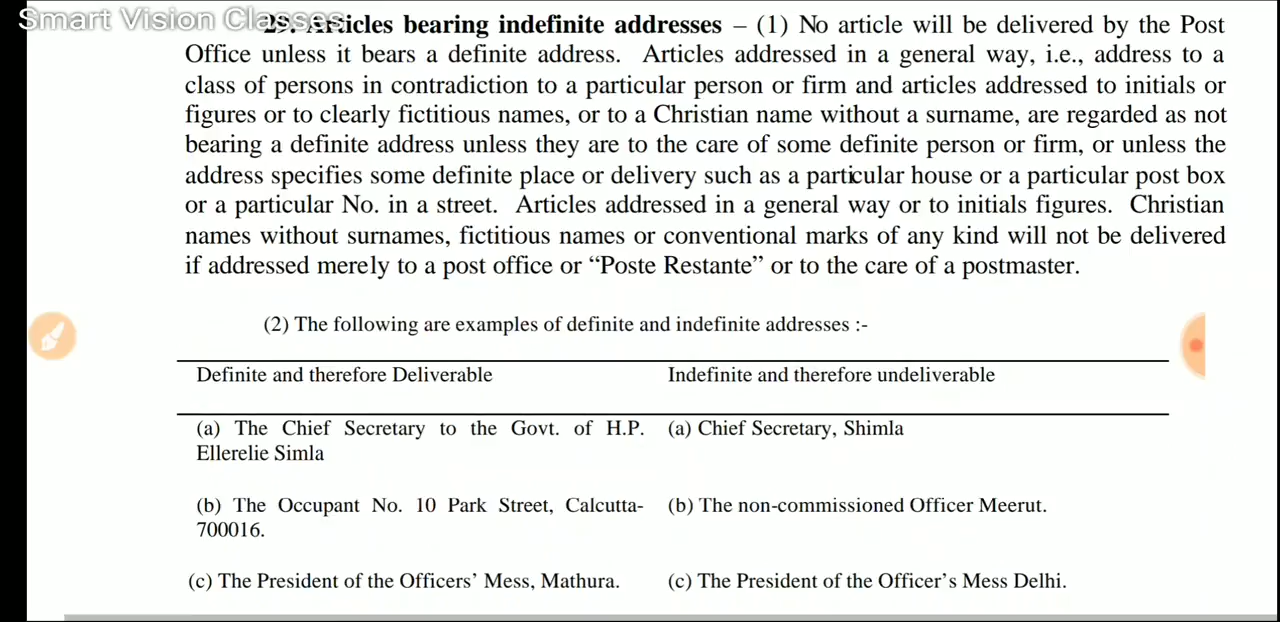 Smart Vision Classes
29. Articles bearing indefinite addresses – (1) No article will be delivered by the Post
Office unless it bears a definite address. Articles addressed in a general way, i.e., address to a
class of persons in contradiction to a particular person or firm and articles addressed to initials or
figures or to clearly fictitious names, or to a Christian name without a surname, are regarded as not
bearing a definite address unless they are to the care of some definite person or firm, or unless the
address specifies some definite place or delivery such as a particular house or a particular post box
or a particular No. in a street. Articles addressed in a general way or to initials figures. Christian
names without surnames, fictitious names or conventional marks of any kind will not be delivered
if addressed merely to a post office or “Poste Restante” or to the care of a postmaster.
(2) The following are examples of definite and indefinite addresses :-
Definite and therefore Deliverable Indefinite and therefore undeliverable
(a) The Chief Secretary to the Govt. of H.P. (a) Chief Secretary, Shimla
Ellerelie Simla
(b) The Occupant No. 10 Park Street, Calcutta- (b) The non-commissioned Officer Meerut.
700016.
(c) The President of the Officers’ Mess, Mathura. (c) The President of the Officer’s Mess Delhi.